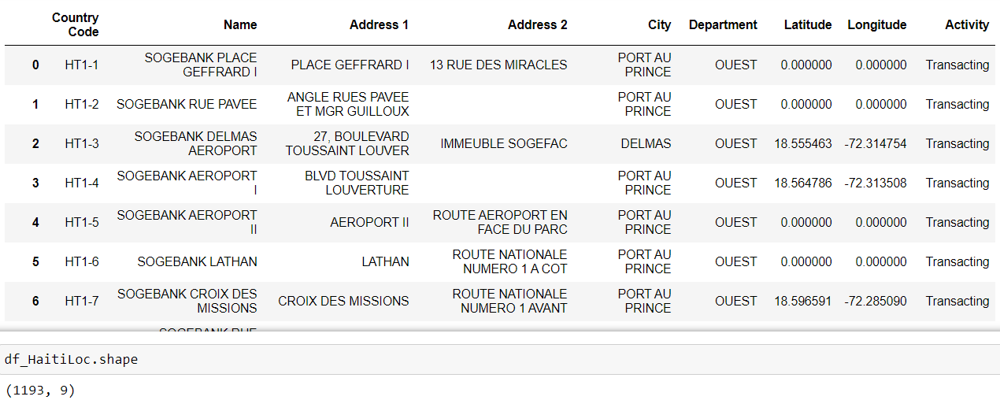 Country Code Name Address 1 Address 2 City Department Latitude Longitude Activity
0 HT1-1 SOGEBANK PLACE GEFFRARD I PLACE GEFFRARD I 13 RUE DES MIRACLES PORT AU PRINCE OUEST 0.000000 0.000000 Transacting
1 HT1-2 SOGEBANK RUE PAVEE ANGLE RUES PAVEE ET MGR GUILLOUX PORT AU PRINCE OUEST 0.000000 0.000000 Transacting
2 HT1-3 SOGEBANK DELMAS AEROPORT 27, BOULEVARD TOUSSAINT LOUVER IMMEUBLE SOGEFAC DELMAS OUEST 18.555463 -72.314754 Transacting
3 HT1-4 SOGEBANK AEROPORT I BLVD TOUSSAINT LOUVERTURE PORT AU PRINCE OUEST 18.564786 -72.313508 Transacting
4 HT1-5 SOGEBANK AEROPORT II AEROPORT II ROUTE AEROPORT EN FACE DU PARC PORT AU PRINCE OUEST 0.000000 0.000000 Transacting
5 HT1-6 SOGEBANK LATHAN LATHAN ROUTE NATIONALE NUMERO 1 A COT PORT AU PRINCE OUEST 0.000000 0.000000 Transacting
6 HT1-7 SOGEBANK CROIX DES MISSIONS CROIX DES MISSIONS ROUTE NATIONALE NUMERO 1 AVANT PORT AU PRINCE OUEST 18.596591 -72.285090 Transacting
df_HaitiLoc.shape
(1193, 9)